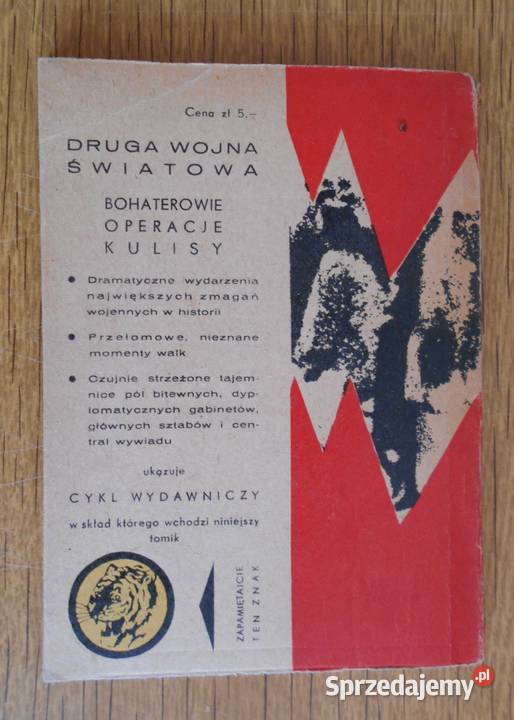 Cena zł 5.–
DRUGA WOJNA
ŚWIATOWA
BOHATEROWIE
OPERACJE
KULISY
● Dramatyczne wydarzenia
największych zmagań
wojennych w historii
● Przełomowe, nieznane
momenty walk
● Czujnie strzeżone tajem-
nice pól bitewnych, dyp-
lomatycznych gabinetów,
głównych sztabów i cen-
tral wywiadu
ukazuje
CYKL WYDAWNICZY
w skład którego wchodzi niniejszy
tomik
ZAPAMIĘTAJCIE
TEN ZNAK
Sprzedajemy.pl